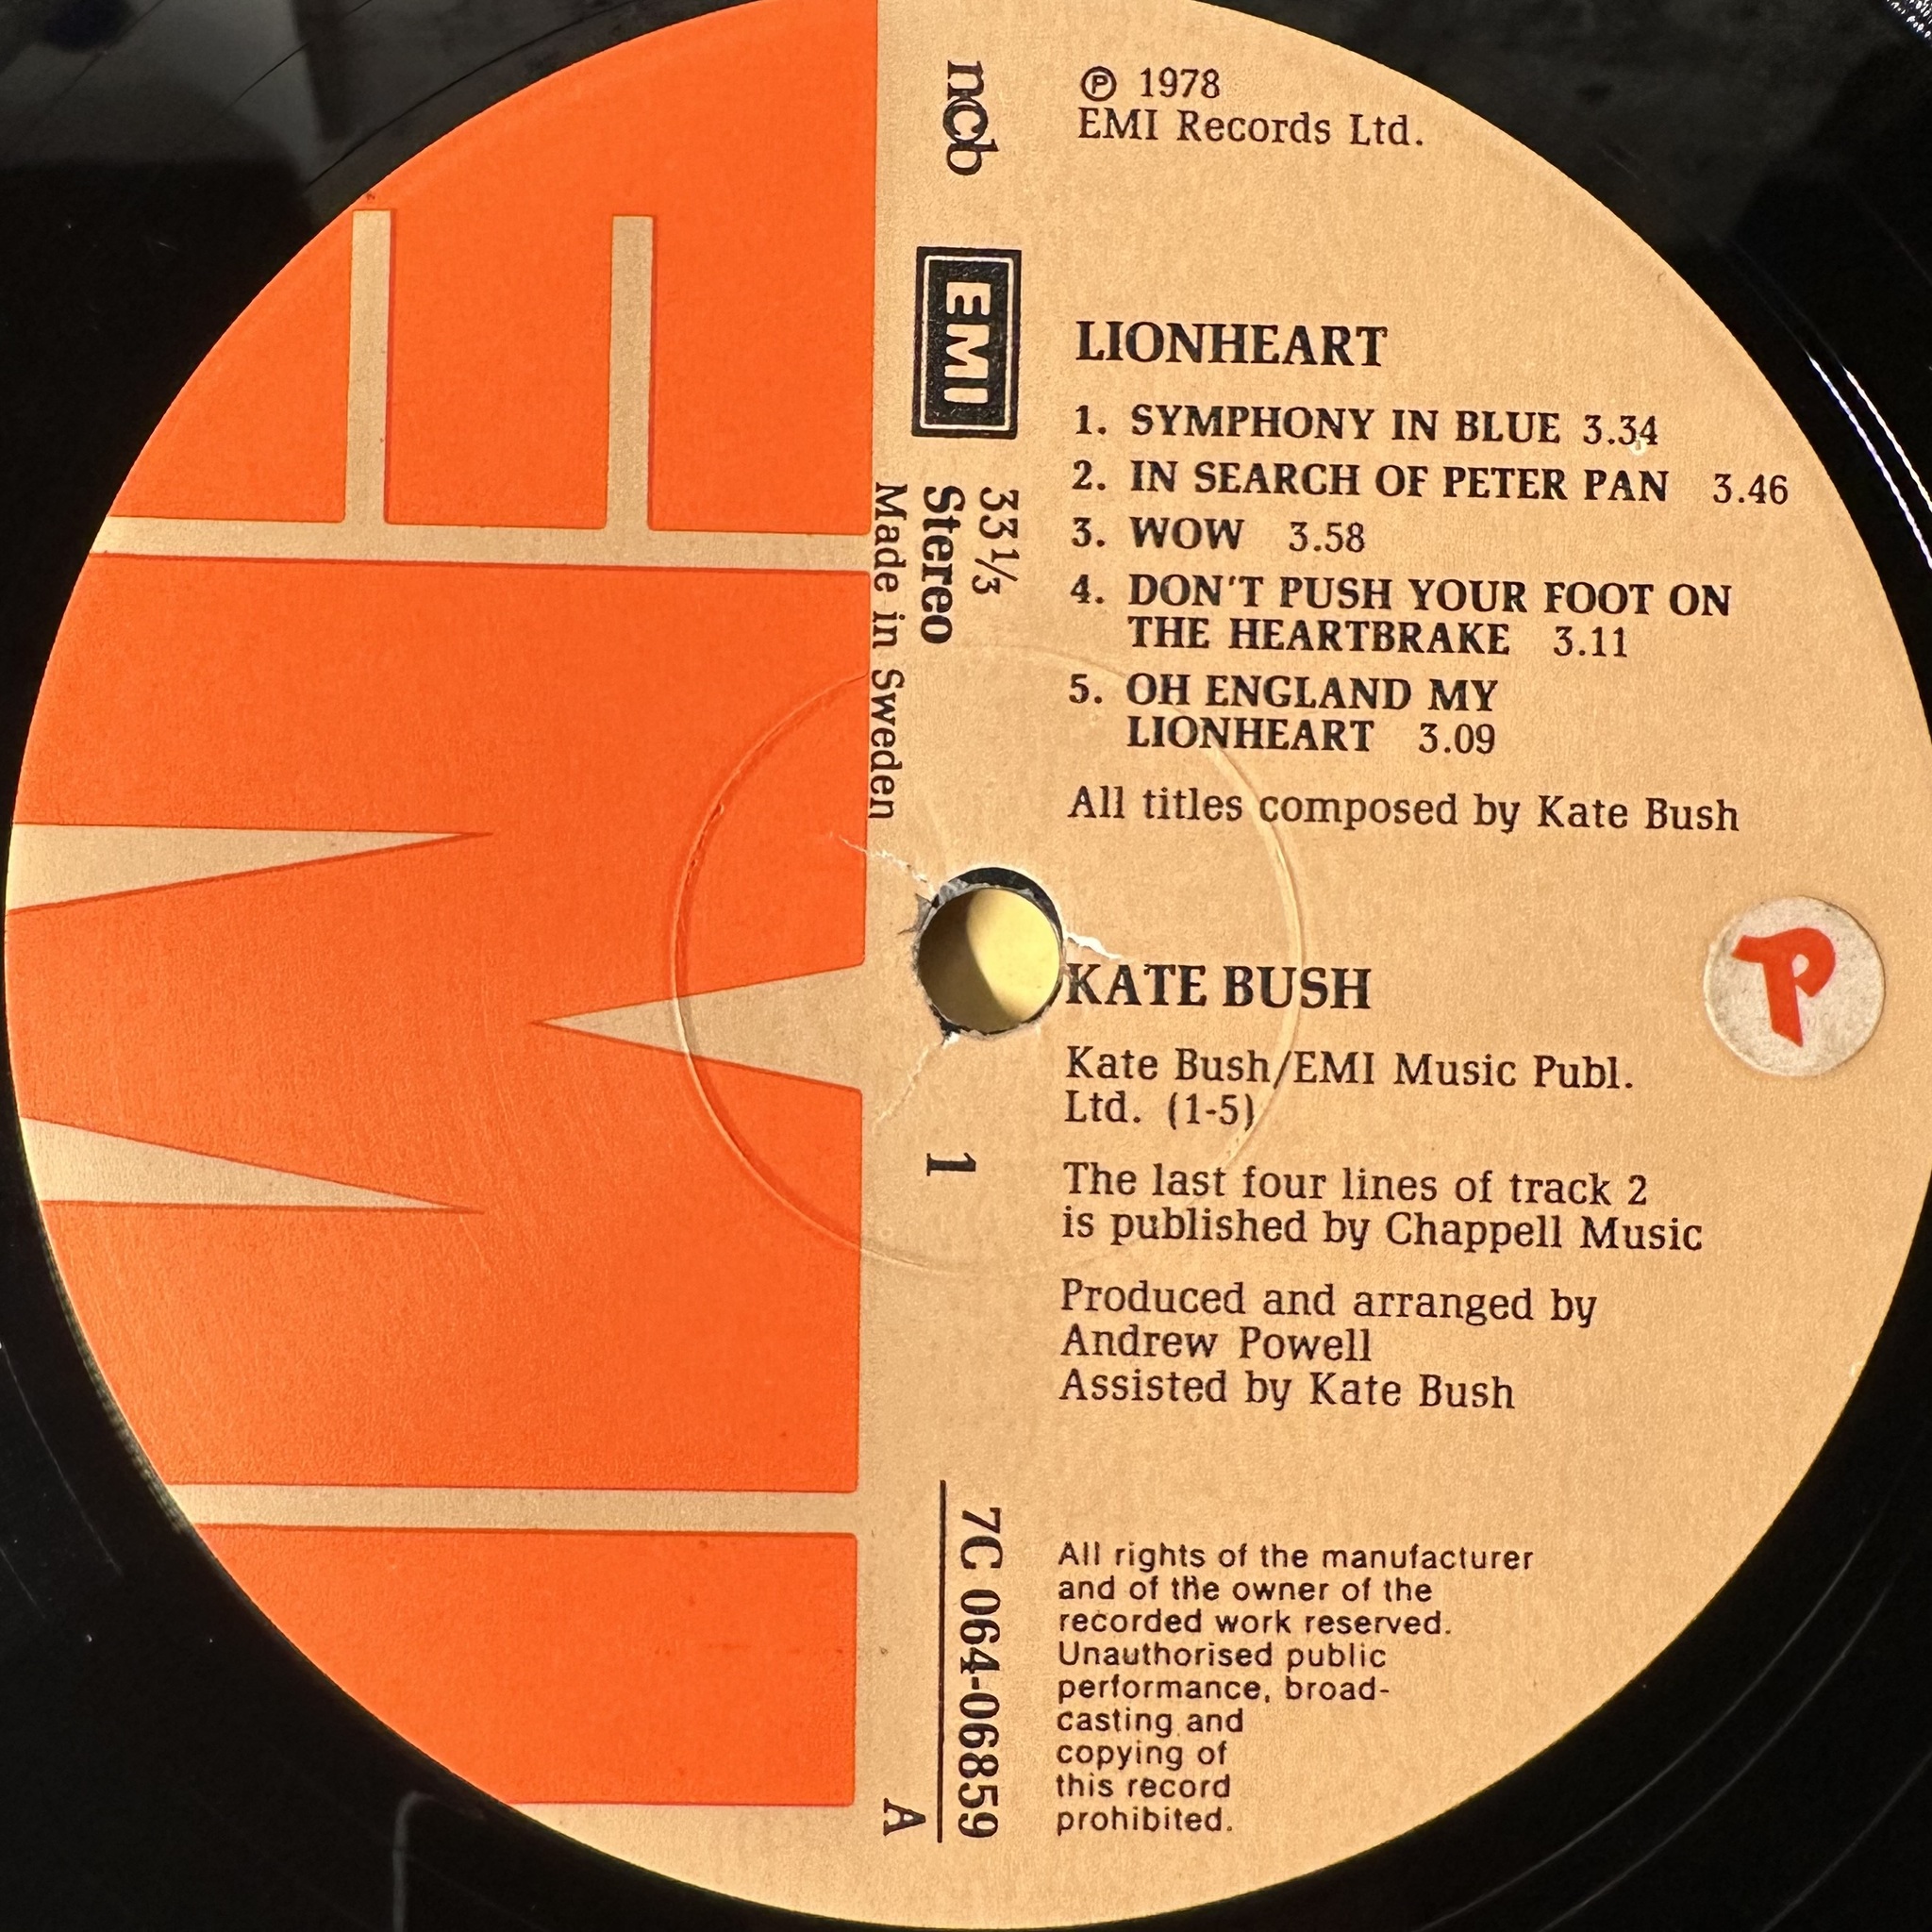 ℗ 1978
EMI Records Ltd.
ncb
EMI
33⅓
Stereo
Made in Sweden
LIONHEART
1. SYMPHONY IN BLUE 3.34
2. IN SEARCH OF PETER PAN 3.46
3. WOW 3.58
4. DON'T PUSH YOUR FOOT ON
THE HEARTBRAKE 3.11
5. OH ENGLAND MY
LIONHEART 3.09
All titles composed by Kate Bush
KATE BUSH
P
Kate Bush/EMI Music Publ.
Ltd. (1-5)
1
The last four lines of track 2
is published by Chappell Music
Produced and arranged by
Andrew Powell
Assisted by Kate Bush
7C 064-06859
A
All rights of the manufacturer
and of the owner of the
recorded work reserved.
Unauthorised public
performance, broad-
casting and
copying of
this record
prohibited.
EMI